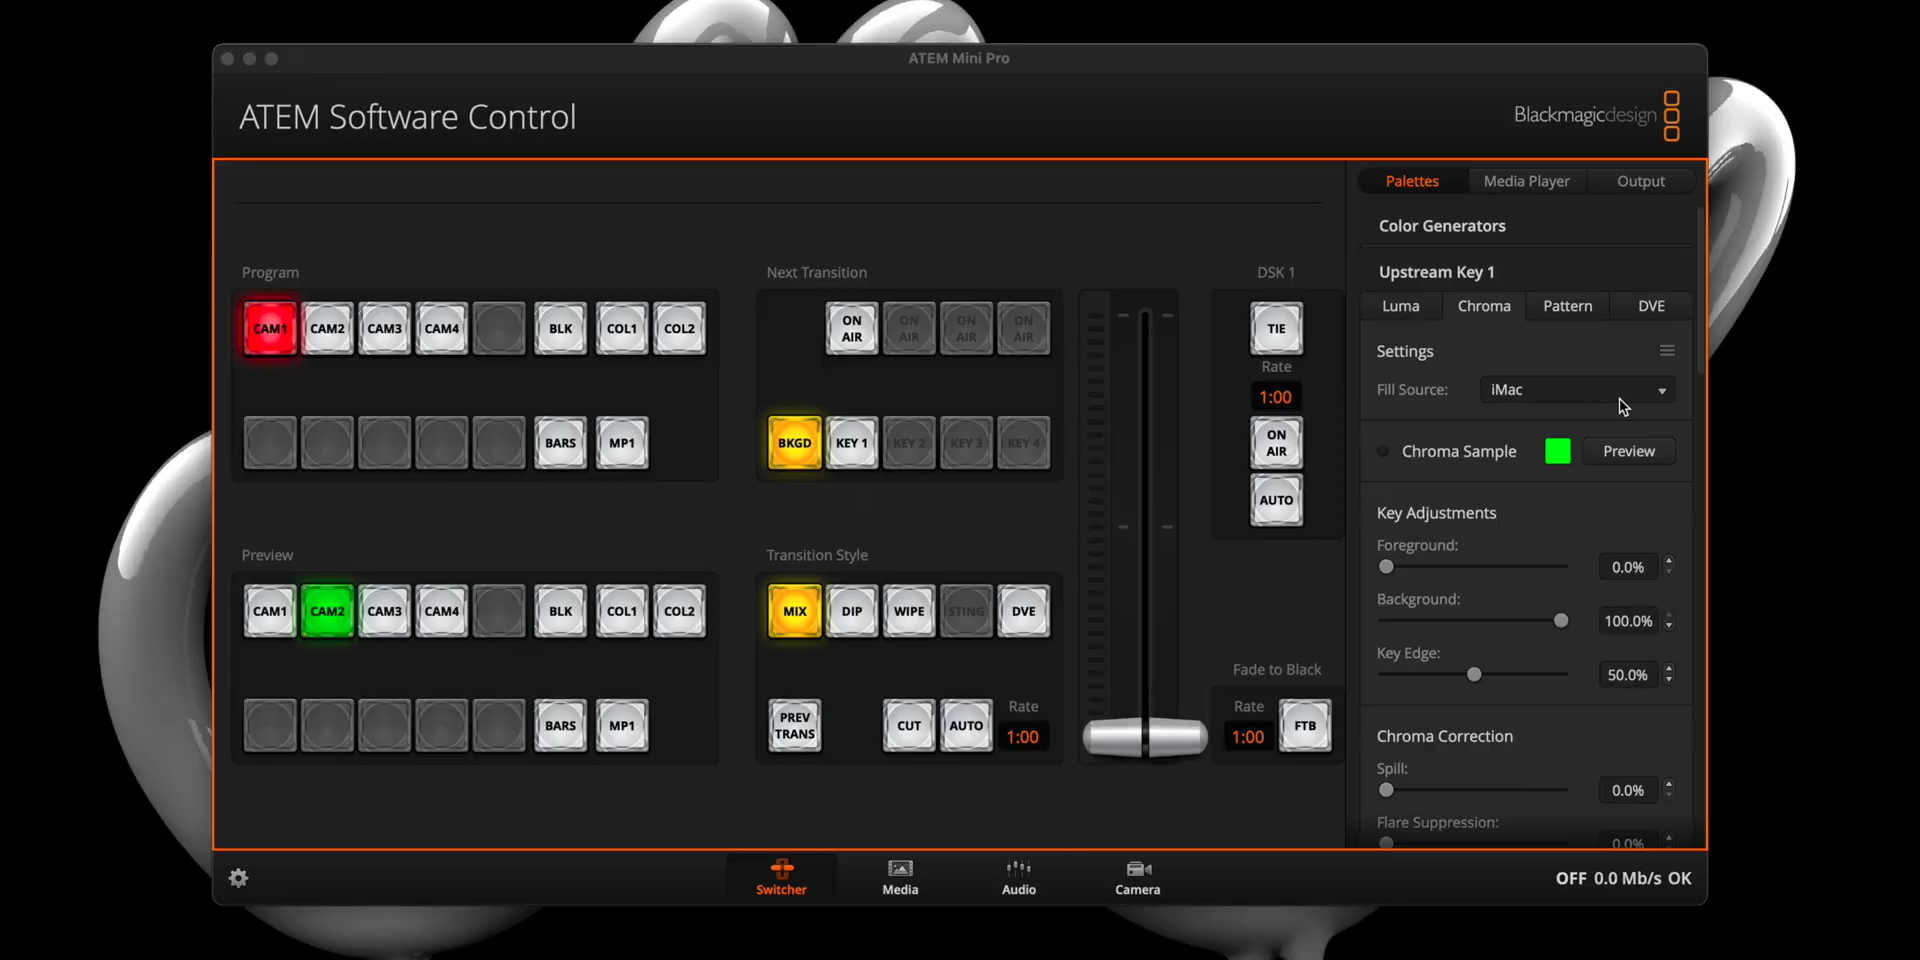 ATEM Mini Pro
ATEM Software Control
Blackmagicdesign
Palettes
Media Player
Output
Color Generators
Upstream Key 1
Luma
Chroma
Pattern
DVE
Settings
Fill Source:
iMac
Chroma Sample
Preview
Key Adjustments
Foreground:
0.0%
Background:
100.0%
Key Edge:
50.0%
Chroma Correction
Spill:
0.0%
Flare Suppression:
0.0%
Program
CAM1
CAM2
CAM3
CAM4
BLK
COL1
COL2
BARS
MP1
Next Transition
ON
AIR
ON
AIR
ON
AIR
ON
AIR
BKGD
KEY 1
KEY 2
KEY 3
KEY 4
DSK 1
TIE
Rate
1:00
ON
AIR
AUTO
Preview
CAM1
CAM2
CAM3
CAM4
BLK
COL1
COL2
BARS
MP1
Transition Style
MIX
DIP
WIPE
STING
DVE
PREV
TRANS
CUT
AUTO
Rate
1:00
Fade to Black
Rate
1:00
FTB
Switcher
Media
Audio
Camera
OFF 0.0 Mb/s OK